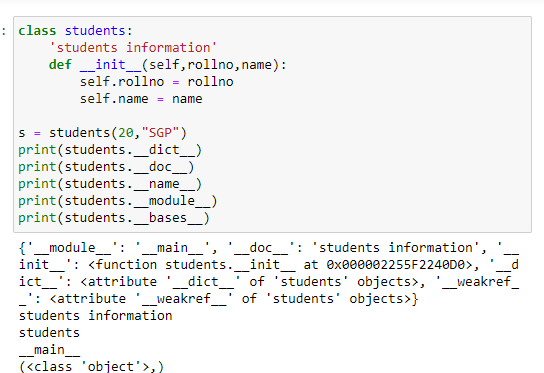 : class students:
    'students information'
    def __init__(self,rollno,name):
        self.rollno = rollno
        self.name = name

s = students(20,"SGP")
print(students.__dict__)
print(students.__doc__)
print(students.__name__)
print(students.__module__)
print(students.__bases__)
{'__module__': '__main__', '__doc__': 'students information', '__
init__': <function students.__init__ at 0x000002255F2240D0>, '__d
ict__': <attribute '__dict__' of 'students' objects>, '__weakref_
_': <attribute '__weakref__' of 'students' objects>}
students information
students
__main__
(<class 'object'>,)